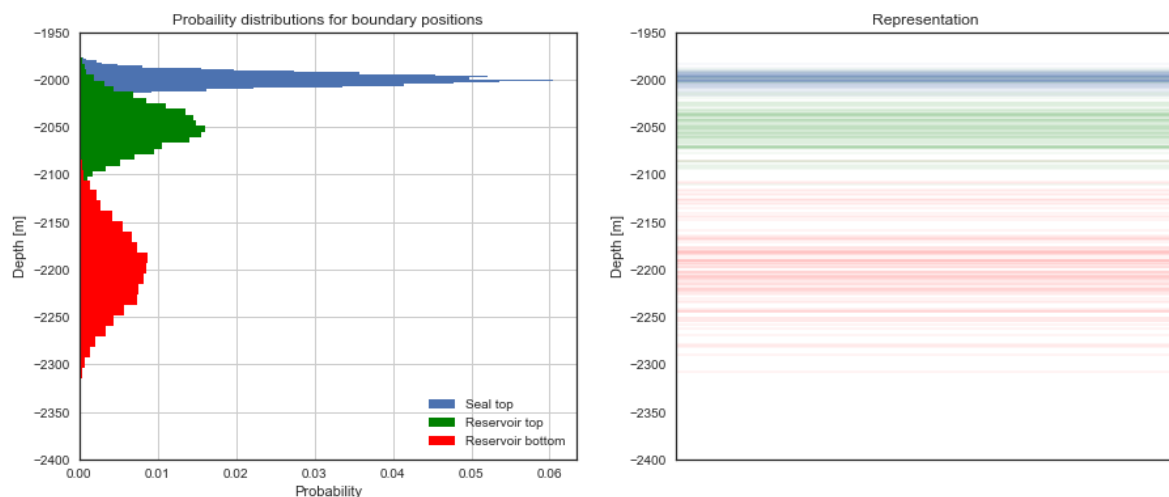 Probaility distributions for boundary positions
−1950
−2000
−2050
−2100
−2150
−2200
−2250
−2300
−2350
−2400
Depth [m]
0.00 0.01 0.02 0.03 0.04 0.05 0.06
Probability
Seal top
Reservoir top
Reservoir bottom
Representation
−1950
−2000
−2050
−2100
−2150
−2200
−2250
−2300
−2350
−2400
Depth [m]